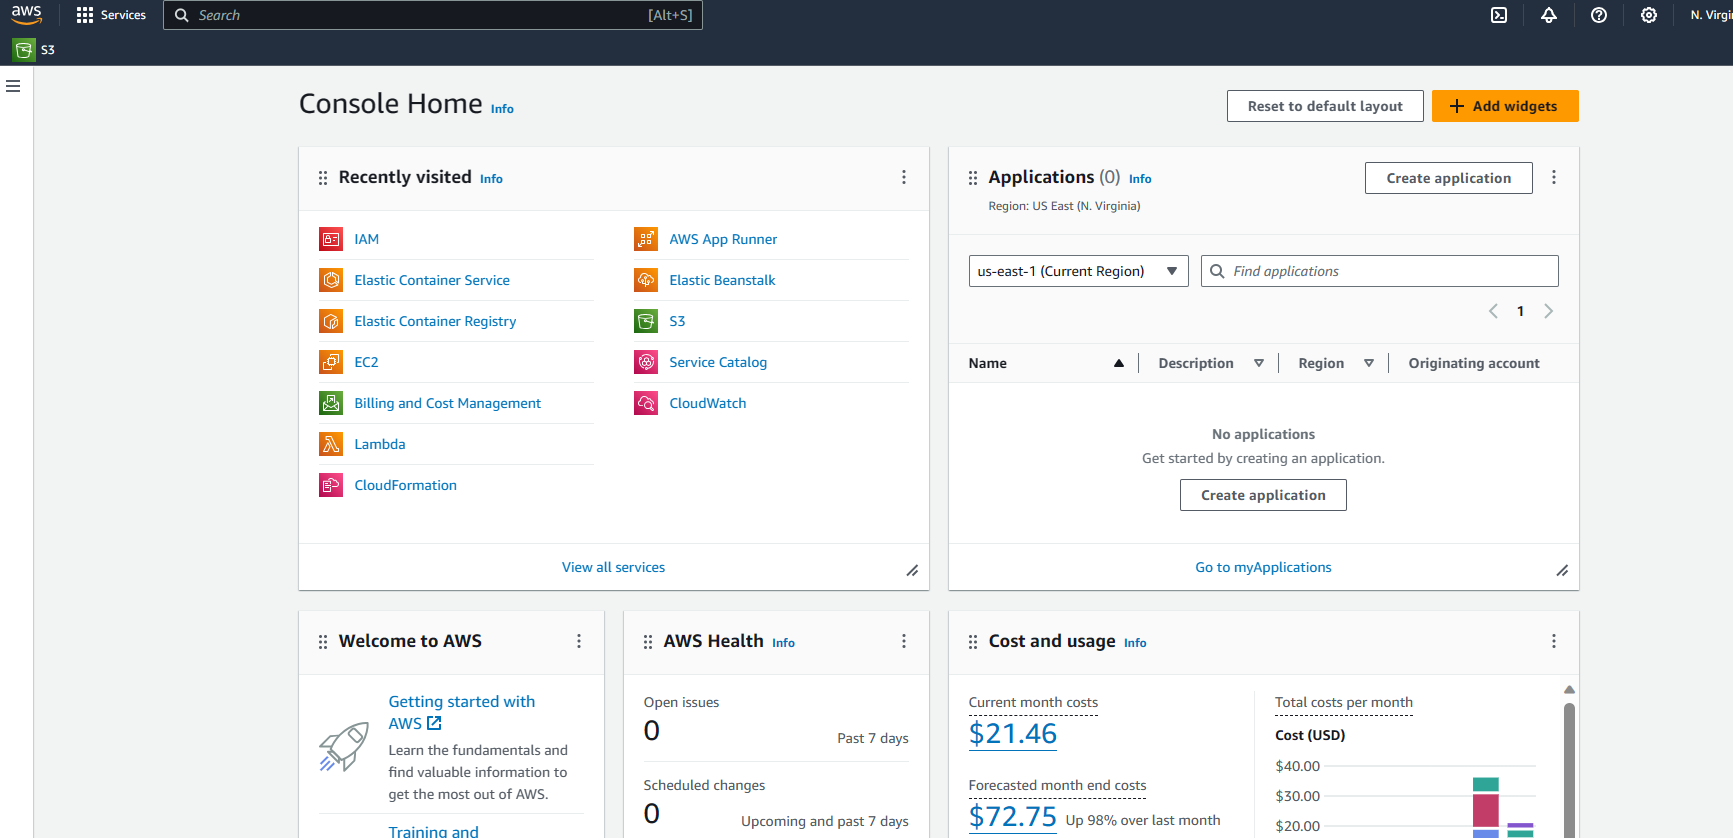 aws
Services
Search
[Alt+S]
N. Virgi
S3
Console Home Info
Reset to default layout
Add widgets
Recently visited Info
IAM
Elastic Container Service
Elastic Container Registry
EC2
Billing and Cost Management
Lambda
CloudFormation
AWS App Runner
Elastic Beanstalk
S3
Service Catalog
CloudWatch
View all services
Applications (0) Info
Region: US East (N. Virginia)
Create application
us-east-1 (Current Region)
Find applications
1
Name Description Region Originating account
No applications
Get started by creating an application.
Create application
Go to myApplications
Welcome to AWS
Getting started with
AWS
Learn the fundamentals and
find valuable information to
get the most out of AWS.
Training and
AWS Health Info
Open issues
0
Past 7 days
Scheduled changes
0
Upcoming and past 7 days
Cost and usage Info
Current month costs
$21.46
Forecasted month end costs
$72.75 Up 98% over last month
Total costs per month
Cost (USD)
$40.00
$30.00
$20.00